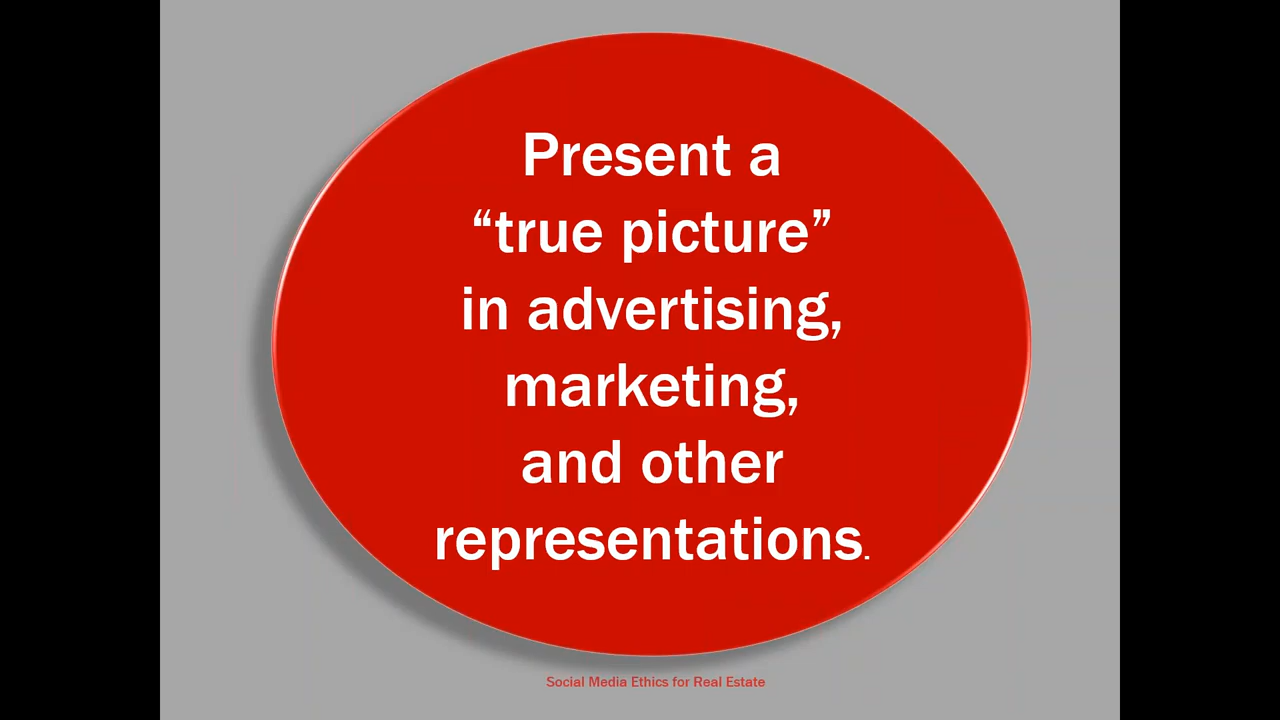 Present a
“true picture”
in advertising,
marketing,
and other
representations.
Social Media Ethics for Real Estate